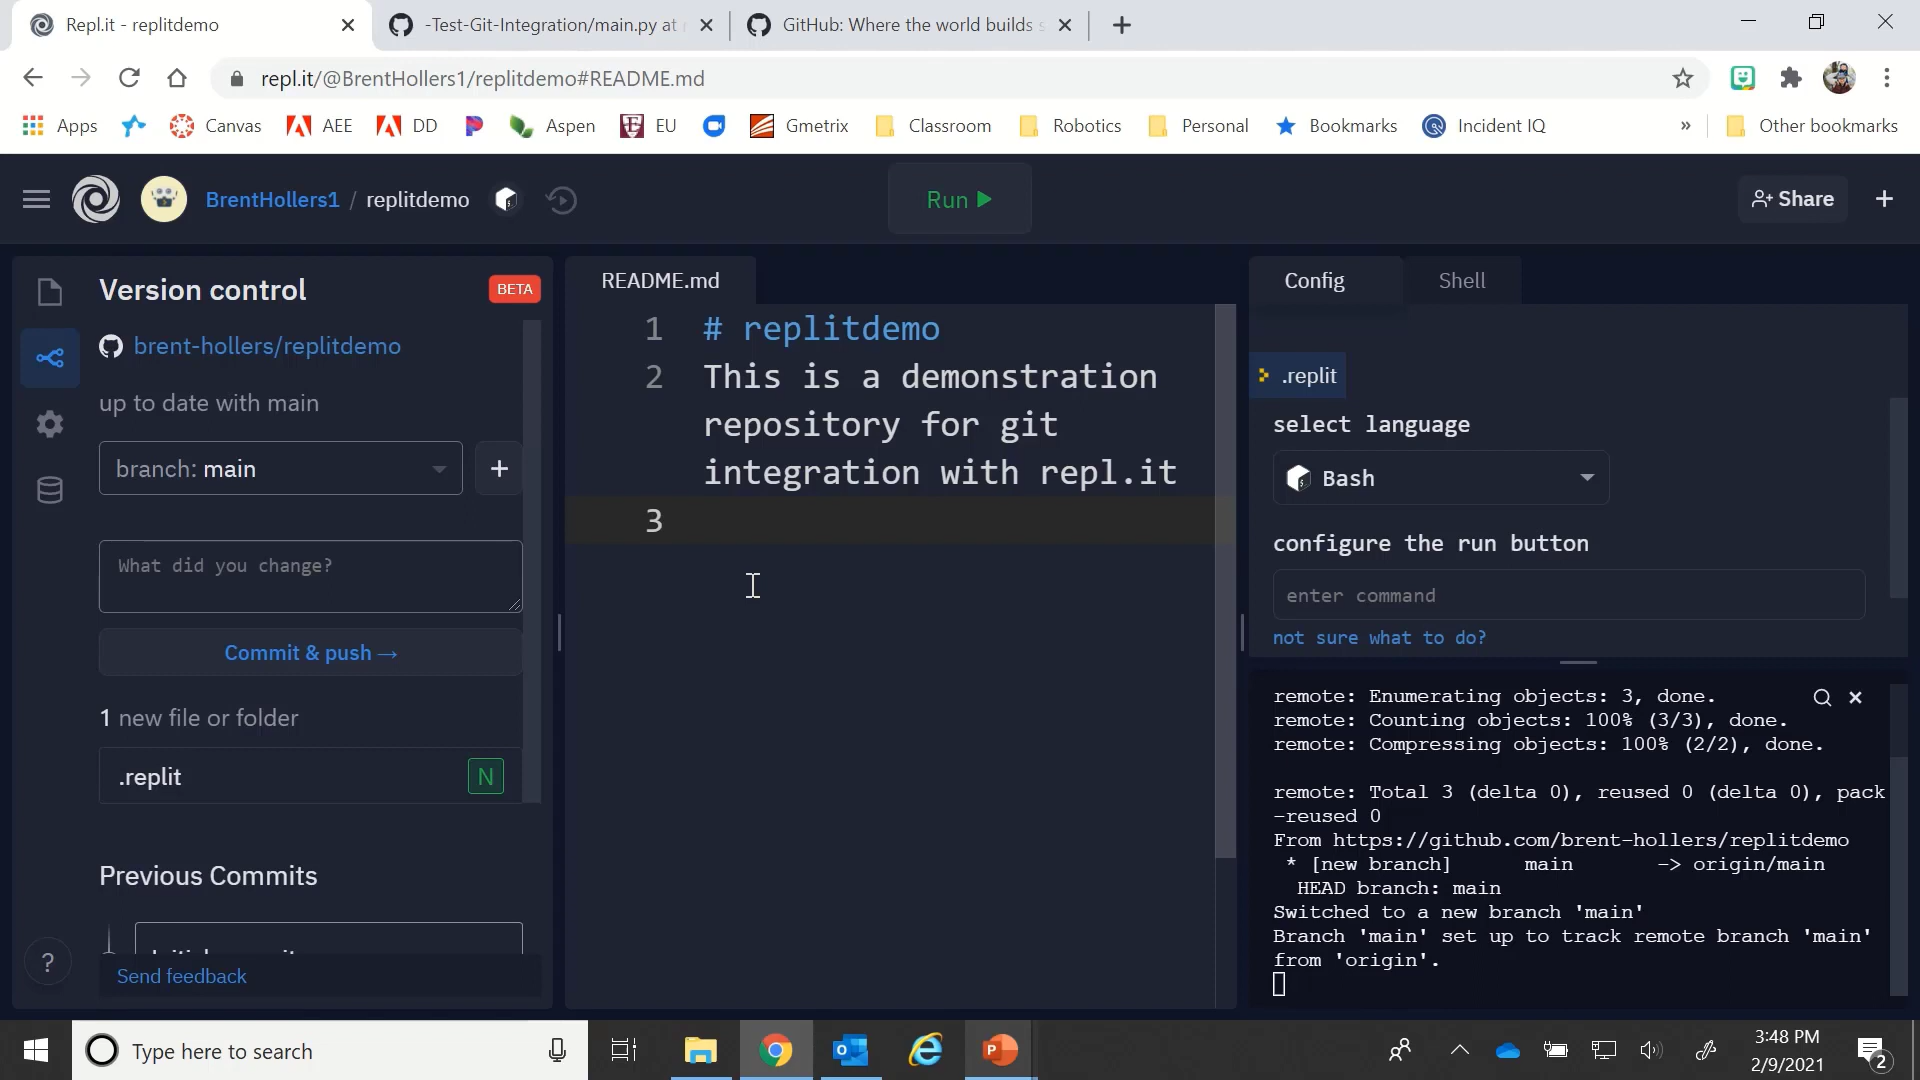 Repl.it - replitdemo
-Test-Git-Integration/main.py at
GitHub: Where the world builds s
repl.it/@BrentHollers1/replitdemo#README.md
Apps
Canvas
AEE
DD
Aspen
EU
Gmetrix
Classroom
Robotics
Personal
Bookmarks
Incident IQ
»
Other bookmarks
BrentHollers1 / replitdemo
Run
Share
Version control
BETA
brent-hollers/replitdemo
up to date with main
branch: main
What did you change?
Commit & push →
1 new file or folder
.replit
N
Previous Commits
Send feedback
?
README.md
1 # replitdemo
2 This is a demonstration
repository for git
integration with repl.it
3
Config
Shell
.replit
select language
Bash
configure the run button
enter command
not sure what to do?
remote: Enumerating objects: 3, done.
remote: Counting objects: 100% (3/3), done.
remote: Compressing objects: 100% (2/2), done.
remote: Total 3 (delta 0), reused 0 (delta 0), pack
-reused 0
From https://github.com/brent-hollers/replitdemo
* [new branch] main -> origin/main
HEAD branch: main
Switched to a new branch 'main'
Branch 'main' set up to track remote branch 'main'
from 'origin'.
Type here to search
3:48 PM
2/9/2021
2